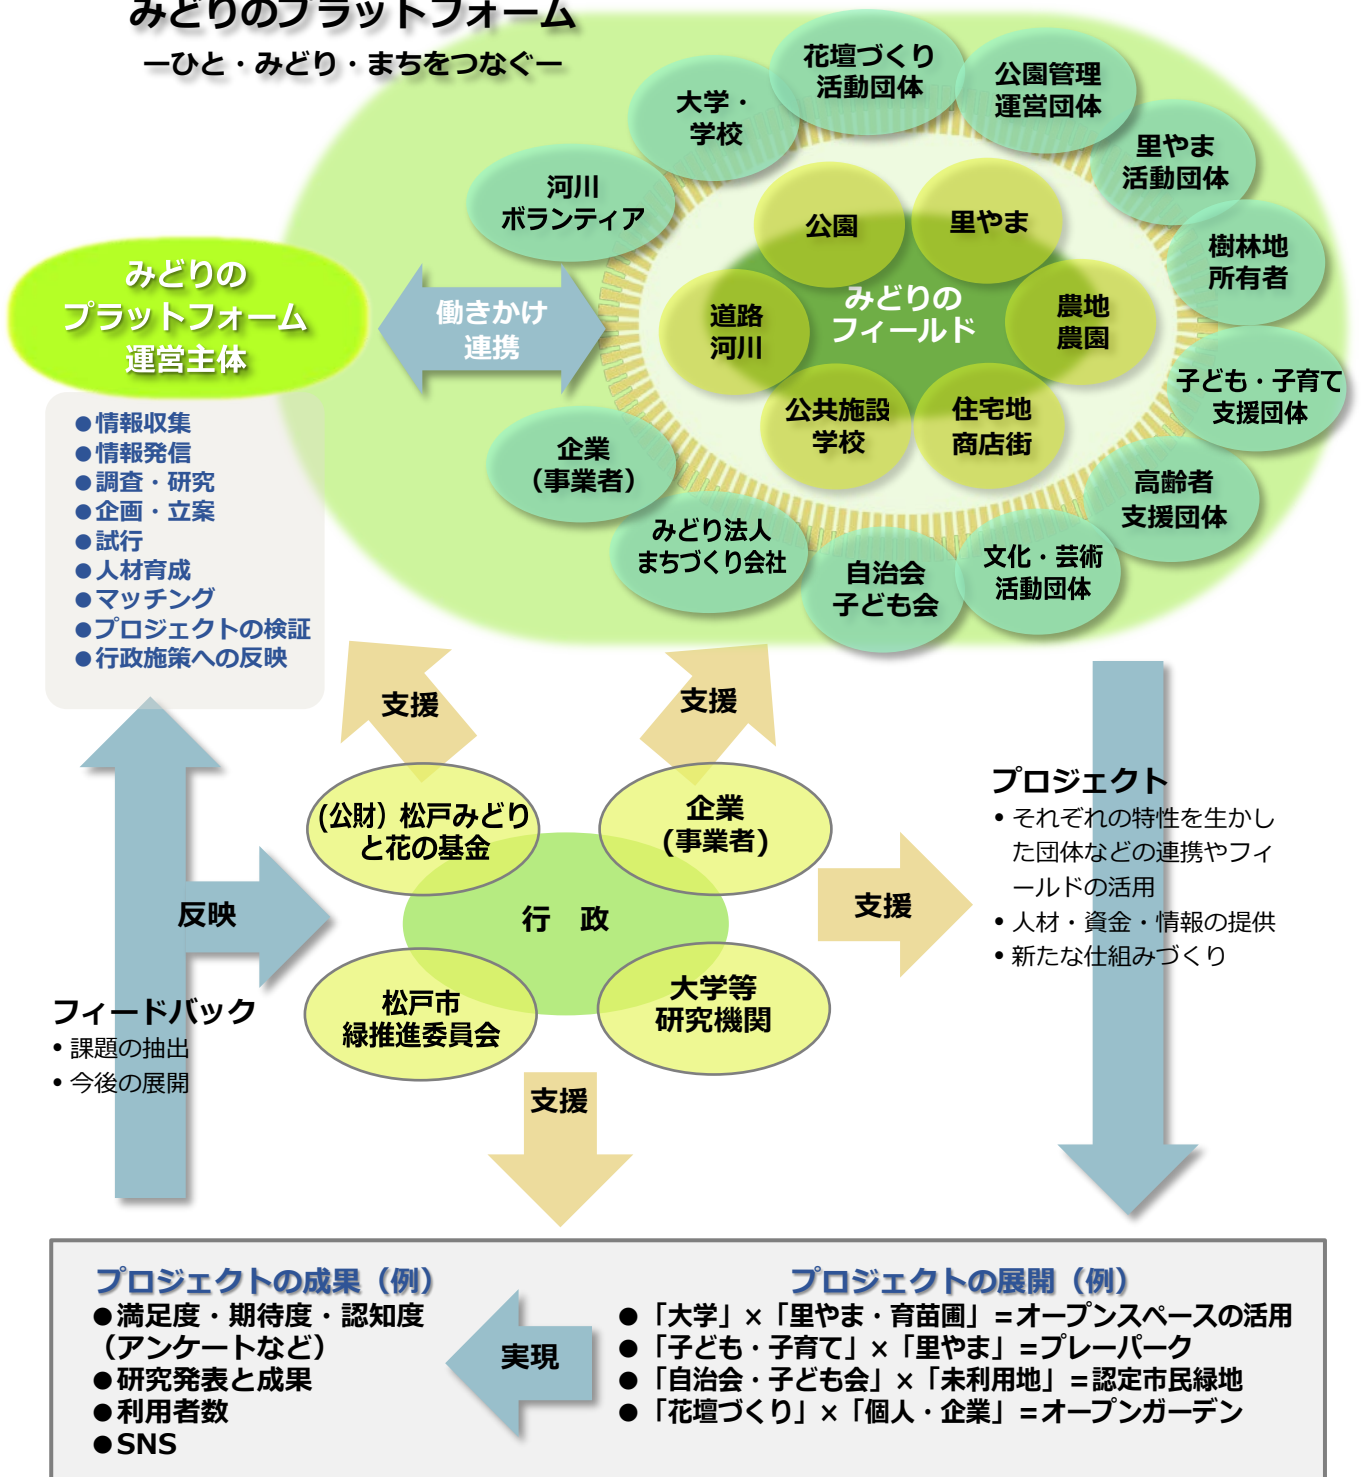 みどりのプラットフォーム
ーひと・みどり・まちをつなぐー
花壇づくり
活動団体
公園管理
運営団体
大学・
学校
里やま
活動団体
河川
ボランティア
樹林地
所有者
公園
里やま
みどりの
プラットフォーム
運営主体
働きかけ
連携
道路
河川
みどりの
フィールド
農地
農園
子ども・子育て
支援団体
公共施設
学校
住宅地
商店街
企業
（事業者）
高齢者
支援団体
みどり法人
まちづくり会社
自治会
子ども会
文化・芸術
活動団体
●情報収集
●情報発信
●調査・研究
●企画・立案
●試行
●人材育成
●マッチング
●プロジェクトの検証
●行政施策への反映
支援
支援
(公財）松戸みどり
と花の基金
企業
(事業者)
行　政
松戸市
緑推進委員会
大学等
研究機関
反映
支援
支援
プロジェクト
• それぞれの特性を生かし
た団体などの連携やフィ
ールドの活用
• 人材・資金・情報の提供
• 新たな仕組みづくり
フィードバック
• 課題の抽出
• 今後の展開
プロジェクトの成果（例）
●満足度・期待度・認知度
（アンケートなど）
●研究発表と成果
●利用者数
●SNS
実現
プロジェクトの展開（例）
●「大学」×「里やま・育苗圃」＝オープンスペースの活用
●「子ども・子育て」×「里やま」＝プレーパーク
●「自治会・子ども会」×「未利用地」＝認定市民緑地
●「花壇づくり」×「個人・企業」＝オープンガーデン